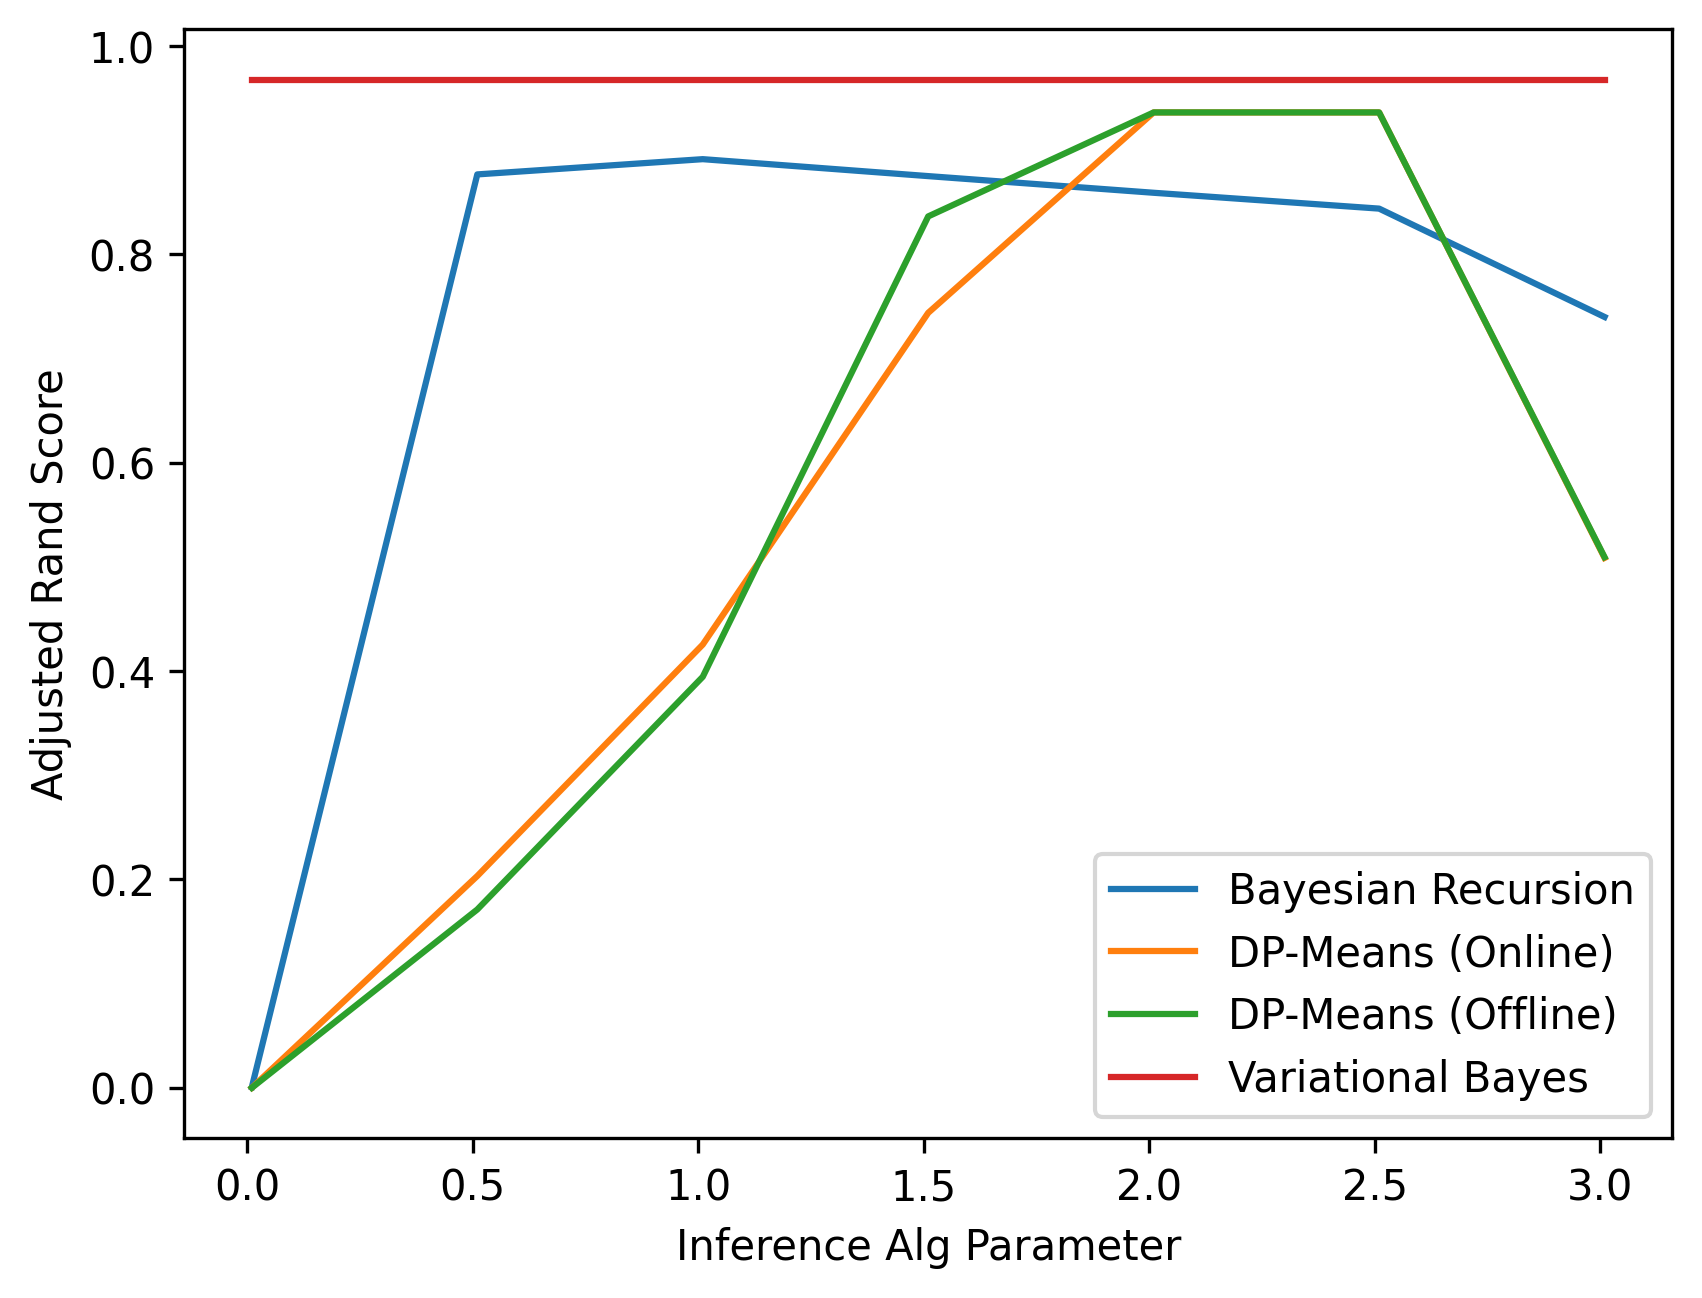 1.0
0.8
0.6
0.4
0.2
0.0
Adjusted Rand Score
Bayesian Recursion
DP-Means (Online)
DP-Means (Offline)
Variational Bayes
0.0 0.5 1.0 1.5 2.0 2.5 3.0
Inference Alg Parameter